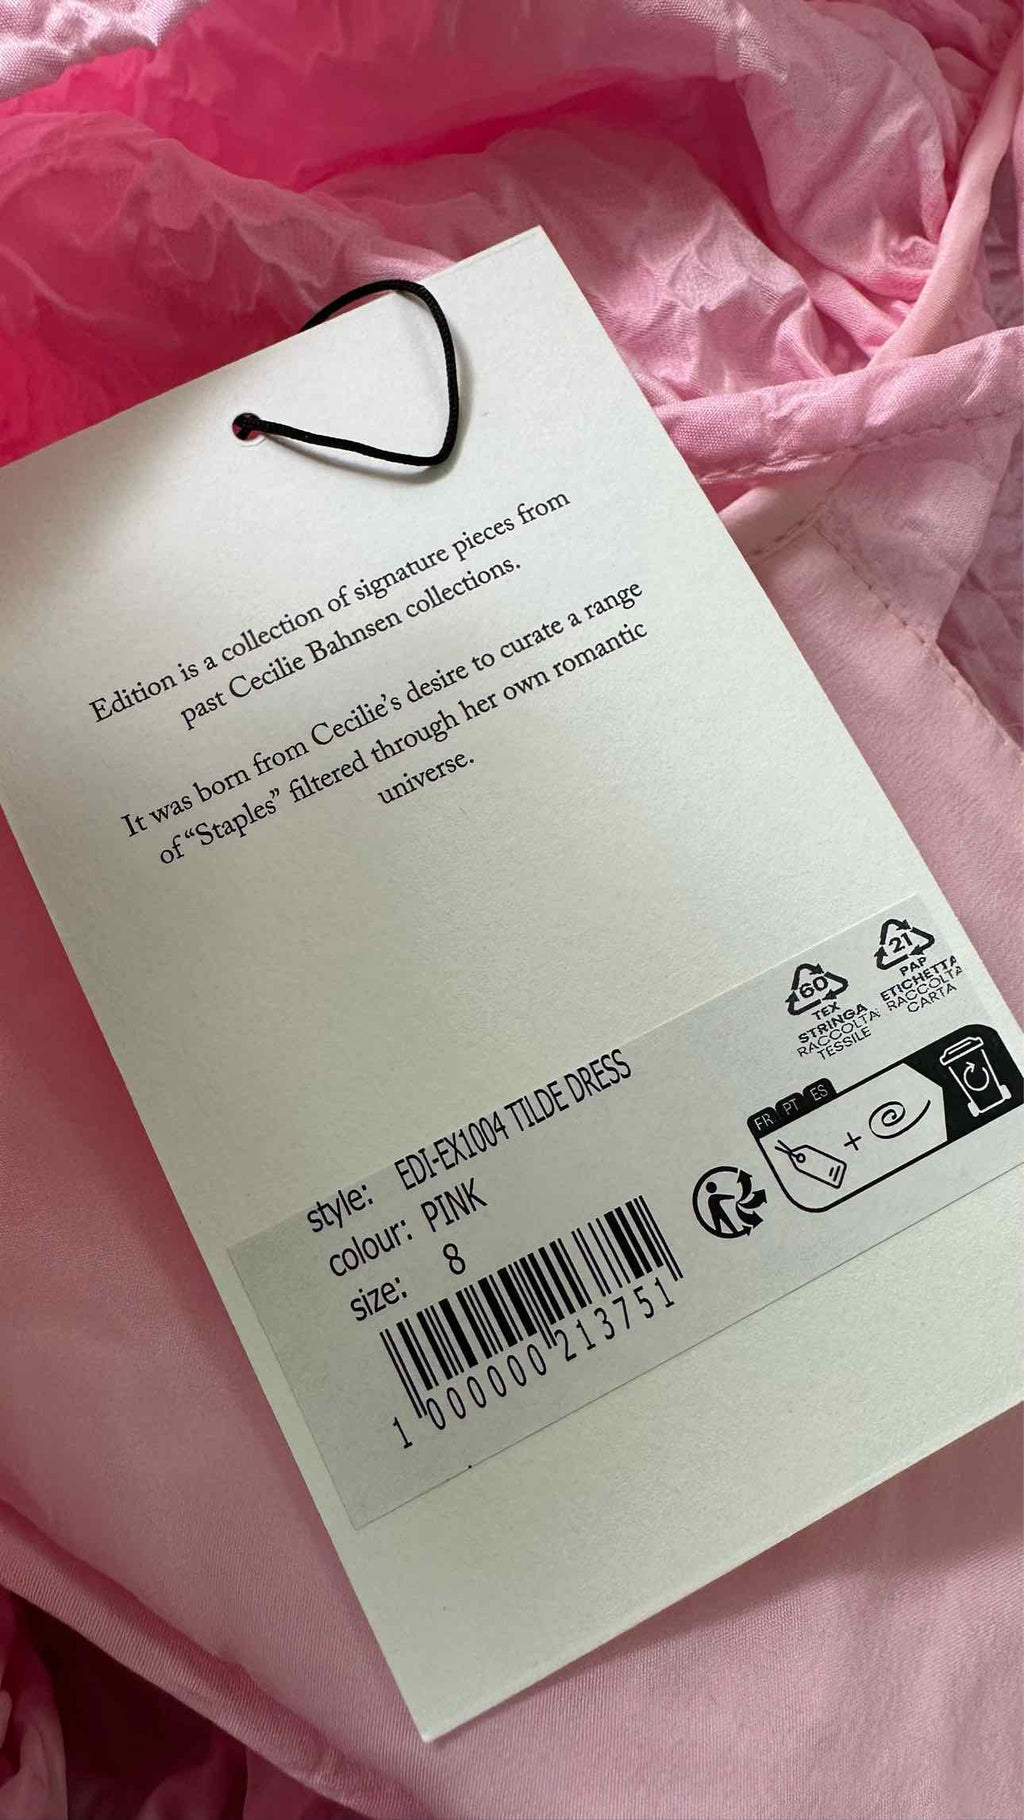 Edition is a collection of signature pieces from
past Cecilie Bahnsen collections.
It was born from Cecilie's desire to curate a range
of “Staples” filtered through her own romantic
universe.
60
TEX
STRINGA
RACCOLTA
TESSILE
21
PAP
ETICHETTA
RACCOLTA
CARTA
style: EDI-EX1004 TILDE DRESS
colour: PINK
size: 8
FR PT ES
+
1 000000 213751